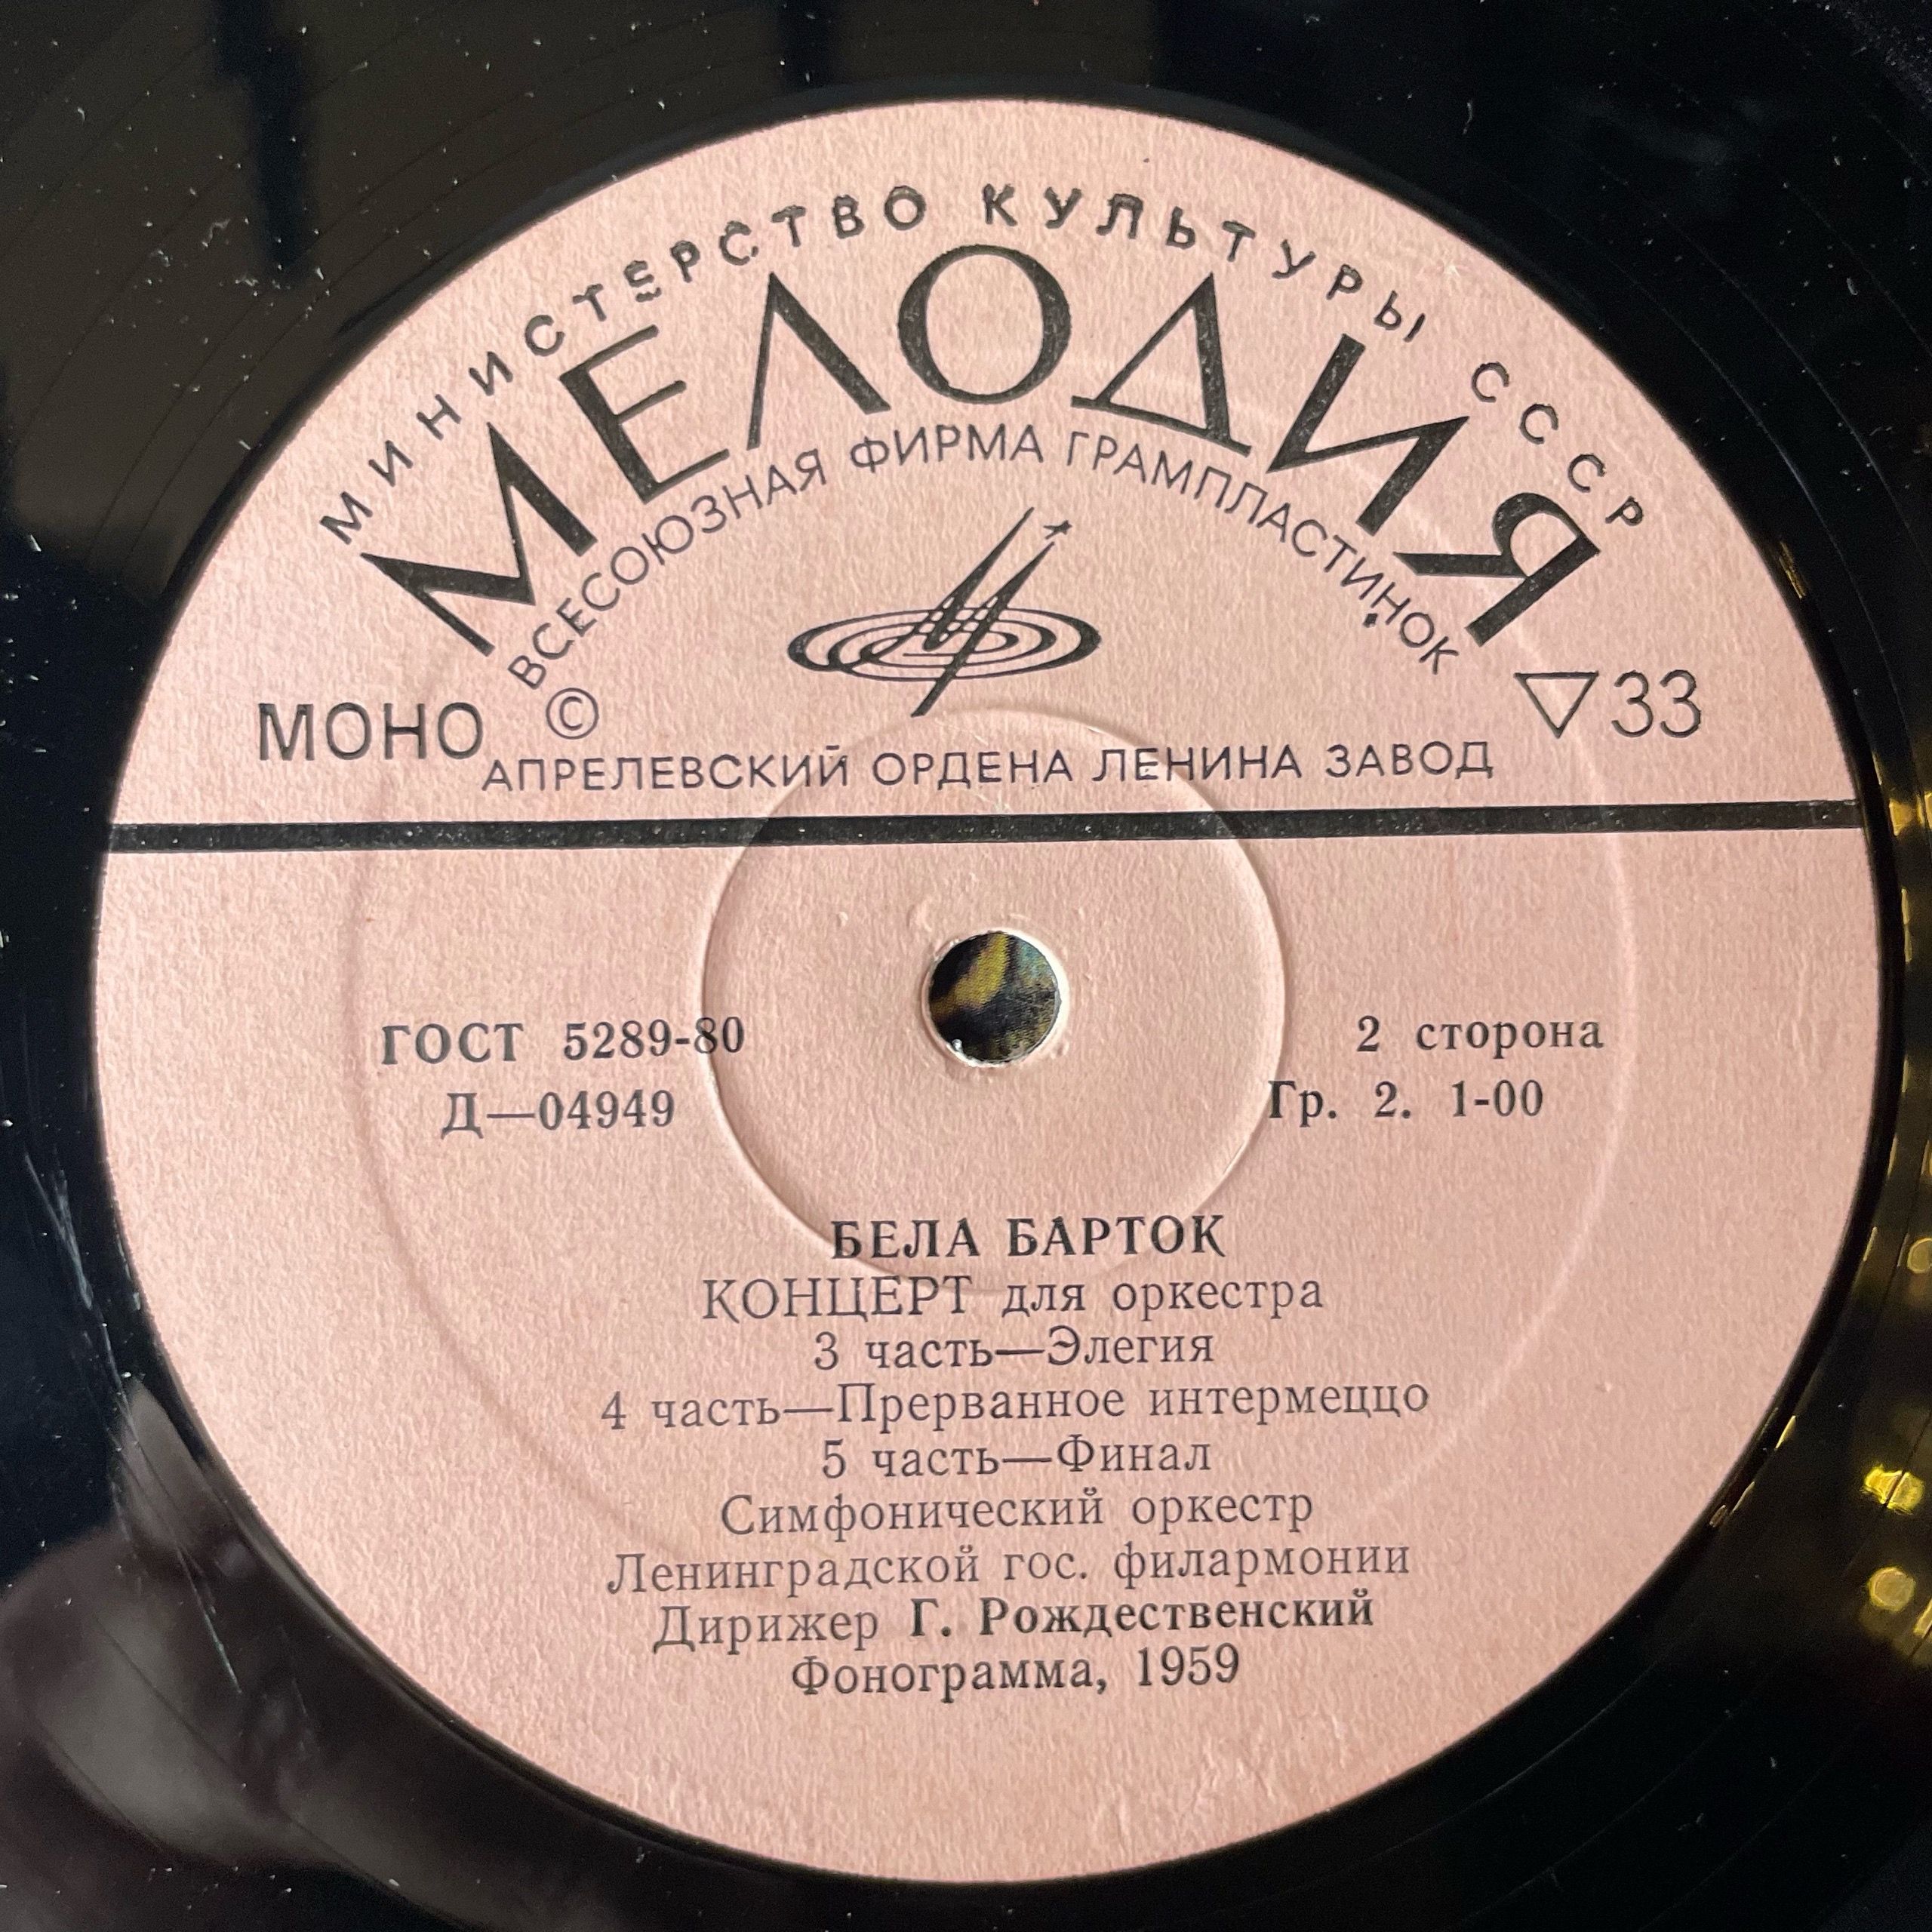 МИНИСТЕРСТВО КУЛЬТУРЫ СССР
МЕЛОДИЯ
ВСЕСОЮЗНАЯ ФИРМА ГРАМПЛАСТИНОК
МОНО © ▽33
АПРЕЛЕВСКИЙ ОРДЕНА ЛЕНИНА ЗАВОД
ГОСТ 5289-80 2 сторона
Д—04949 Гр. 2. 1-00
БЕЛА БАРТОК
КОНЦЕРТ для оркестра
3 часть—Элегия
4 часть—Прерванное интермеццо
5 часть—Финал
Симфонический оркестр
Ленинградской гос. филармонии
Дирижер Г. Рождественский
Фонограмма, 1959